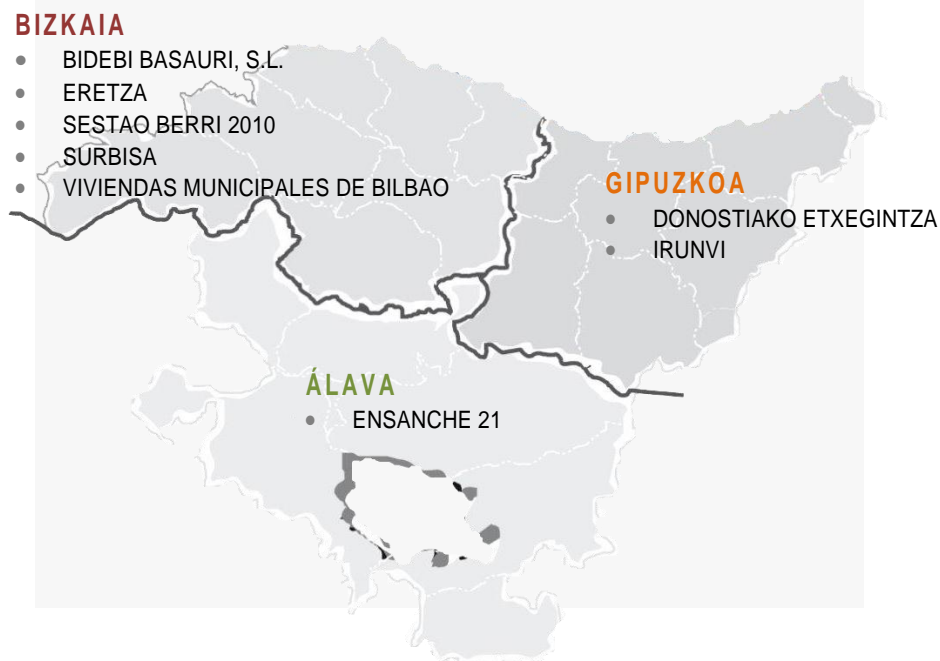 BIZKAIA
• BIDEBI BASAURI, S.L.
• ERETZA
• SESTAO BERRI 2010
• SURBISA
• VIVIENDAS MUNICIPALES DE BILBAO
GIPUZKOA
• DONOSTIAKO ETXEGINTZA
• IRUNVI
ÁLAVA
• ENSANCHE 21